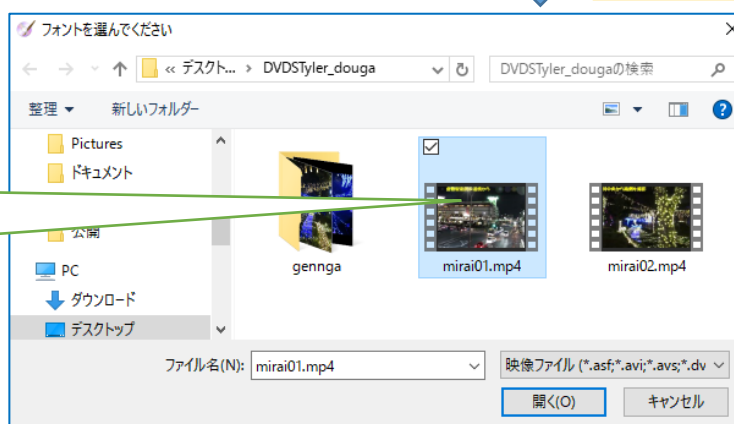 フォントを選んでください
« デスクト... › DVDSTyler_douga
DVDSTyler_dougaの検索
整理
新しいフォルダー
Pictures
ドキュメント
公開
PC
ダウンロード
デスクトップ
gennga
mirai01.mp4
mirai02.mp4
ファイル名(N):
mirai01.mp4
映像ファイル (*.asf;*.avi;*.avs;*.dv
開く(O)
キャンセル